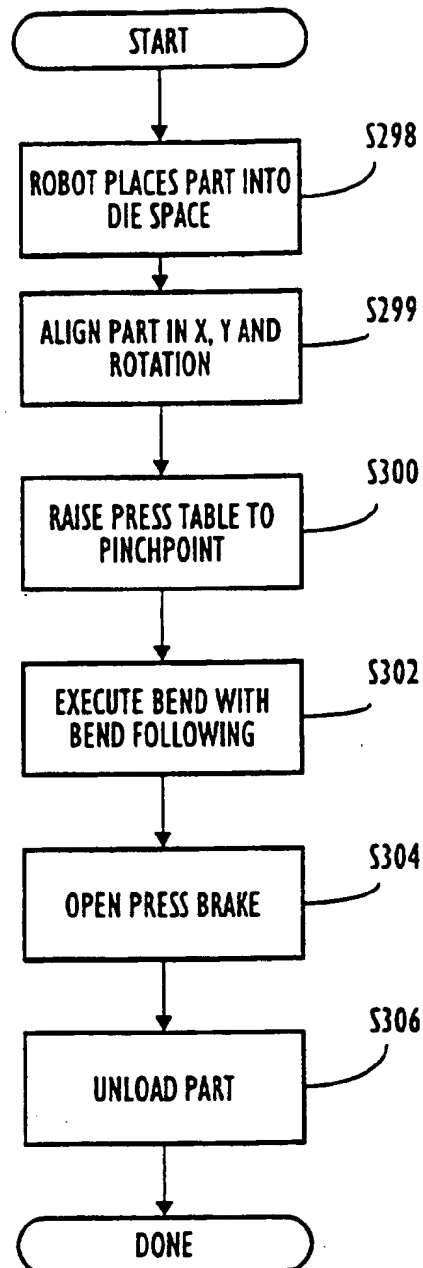 START
S298
ROBOT PLACES PART INTO
DIE SPACE
S299
ALIGN PART IN X, Y AND
ROTATION
S300
RAISE PRESS TABLE TO
PINCHPOINT
S302
EXECUTE BEND WITH
BEND FOLLOWING
S304
OPEN PRESS BRAKE
S306
UNLOAD PART
DONE